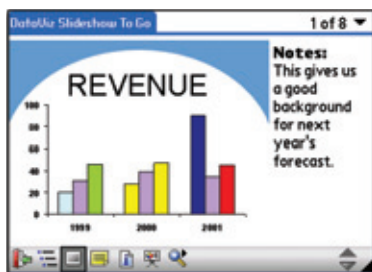 DataViz Slideshow To Go
1 of 8
REVENUE
Notes:
This gives us
a good
background
for next
year's
forecast.
100
80
60
40
20
0
1999
2000
2001